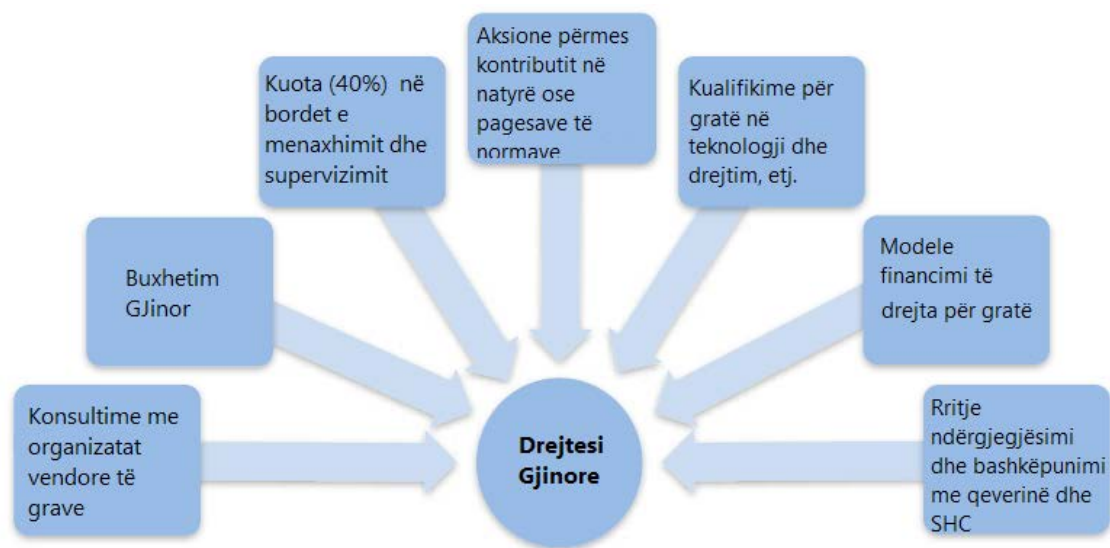 Konsultime me
organizatat
vendore të
grave
Buxhetim
GJinor
Kuota (40%) në
bordet e
menaxhimit dhe
supervizimit
Aksione përmes
kontributit në
natyrë ose
pagesave të
normave
Kualifikime për
gratë në
teknologji dhe
drejtim, etj.
Modele
financimi të
drejta për gratë
Rritje
ndërgjegjësimi
dhe bashkëpunimi
me qeverinë dhe
SHC
Drejtesi
Gjinore